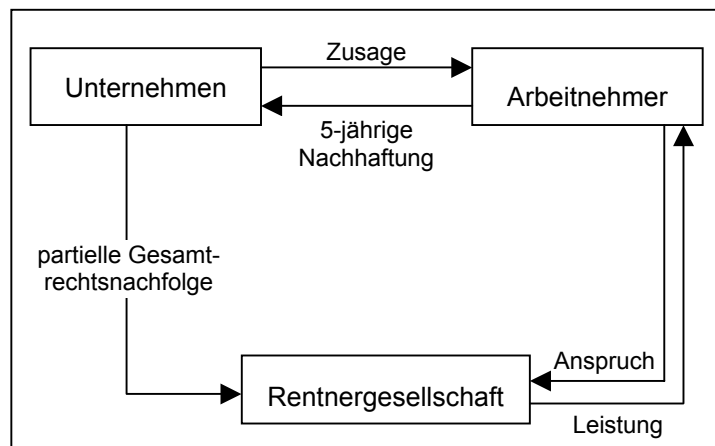 Zusage
Unternehmen
Arbeitnehmer
5-jährige
Nachhaftung
partielle Gesamt-
rechtsnachfolge
Anspruch
Rentnergesellschaft
Leistung